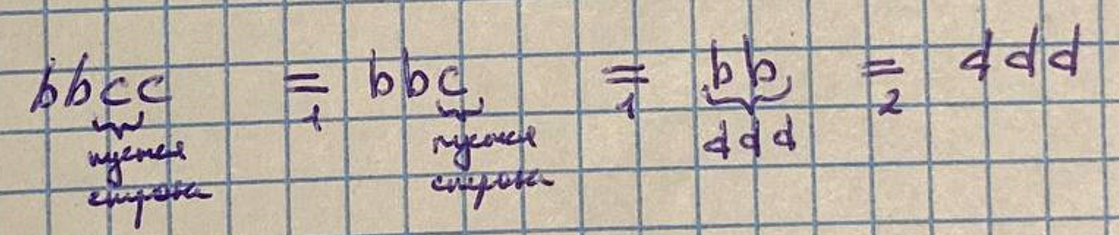 bbcc =1 bbc =1 bb =2 ddd
пустая пустая ddd
строка строка